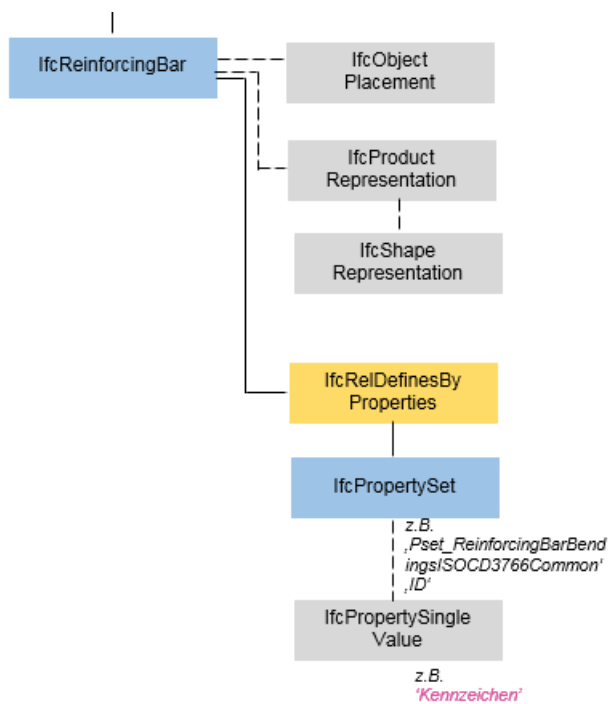 IfcReinforcingBar
IfcObject
Placement
IfcProduct
Representation
IfcShape
Representation
IfcRelDefinesBy
Properties
IfcPropertySet
z.B.
‚Pset_ReinforcingBarBend
ingsISOCD3766Common‘
‚ID‘
IfcPropertySingle
Value
z.B.
‘Kennzeichen’